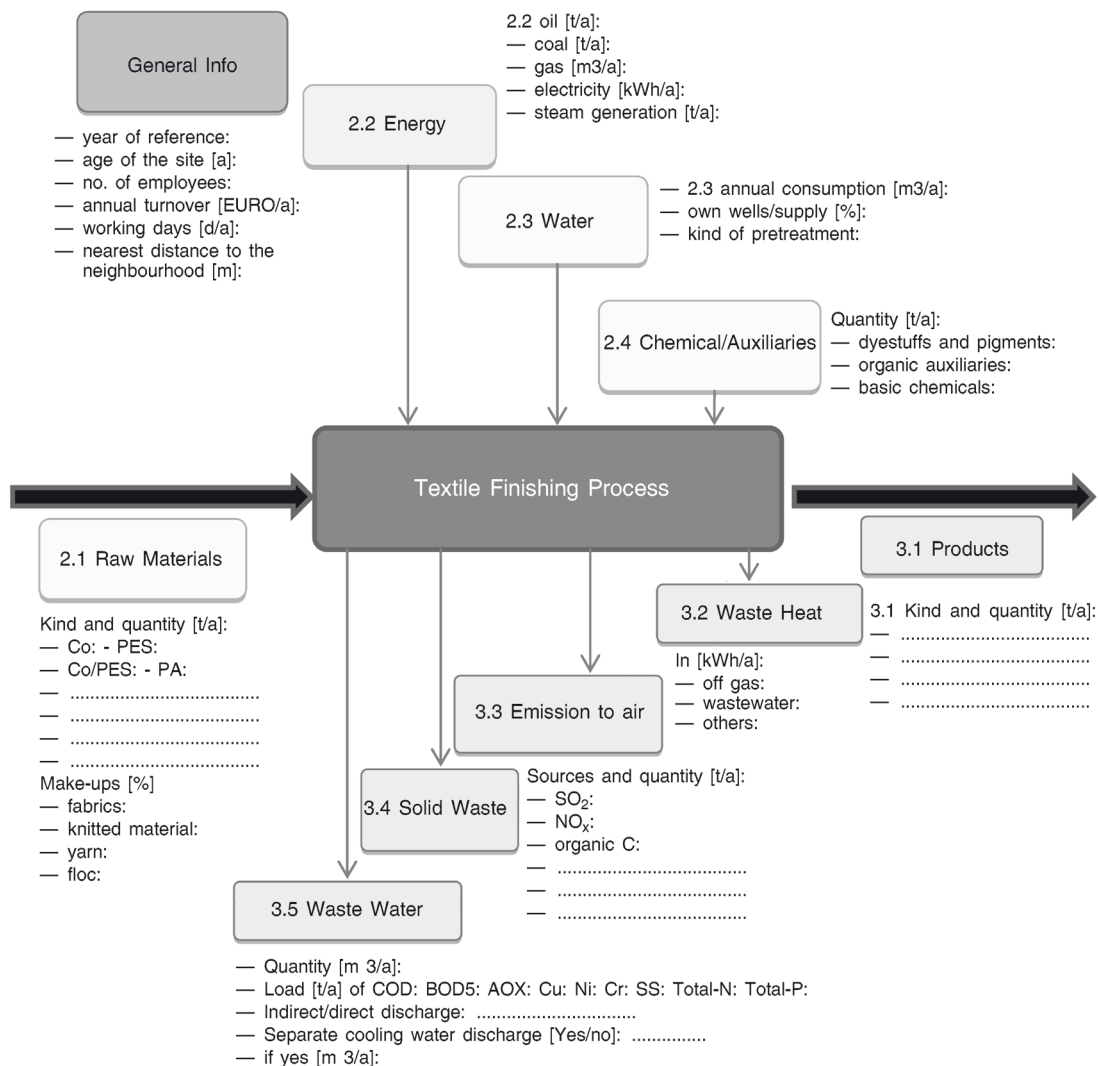 General Info
— year of reference:
— age of the site [a]:
— no. of employees:
— annual turnover [EURO/a]:
— working days [d/a]:
— nearest distance to the
neighbourhood [m]:
2.2 Energy
2.2 oil [t/a]:
— coal [t/a]:
— gas [m3/a]:
— electricity [kWh/a]:
— steam generation [t/a]:
2.3 Water
— 2.3 annual consumption [m3/a]:
— own wells/supply [%]:
— kind of pretreatment:
2.4 Chemical/Auxiliaries
Quantity [t/a]:
— dyestuffs and pigments:
— organic auxiliaries:
— basic chemicals:
Textile Finishing Process
2.1 Raw Materials
Kind and quantity [t/a]:
— Co: - PES:
— Co/PES: - PA:
— ..................................
— ..................................
— ..................................
— ..................................
Make-ups [%]
— fabrics:
— knitted material:
— yarn:
— floc:
3.1 Products
3.1 Kind and quantity [t/a]:
— ..................................
— ..................................
— ..................................
— ..................................
3.2 Waste Heat
In [kWh/a]:
— off gas:
— wastewater:
— others:
3.3 Emission to air
Sources and quantity [t/a]:
— SO₂:
— NOₓ:
— organic C:
— ..................................
— ..................................
— ..................................
3.4 Solid Waste
3.5 Waste Water
— Quantity [m 3/a]:
— Load [t/a] of COD: BOD5: AOX: Cu: Ni: Cr: SS: Total-N: Total-P:
— Indirect/direct discharge: ................................
— Separate cooling water discharge [Yes/no]: ...............
— if yes [m 3/a]: